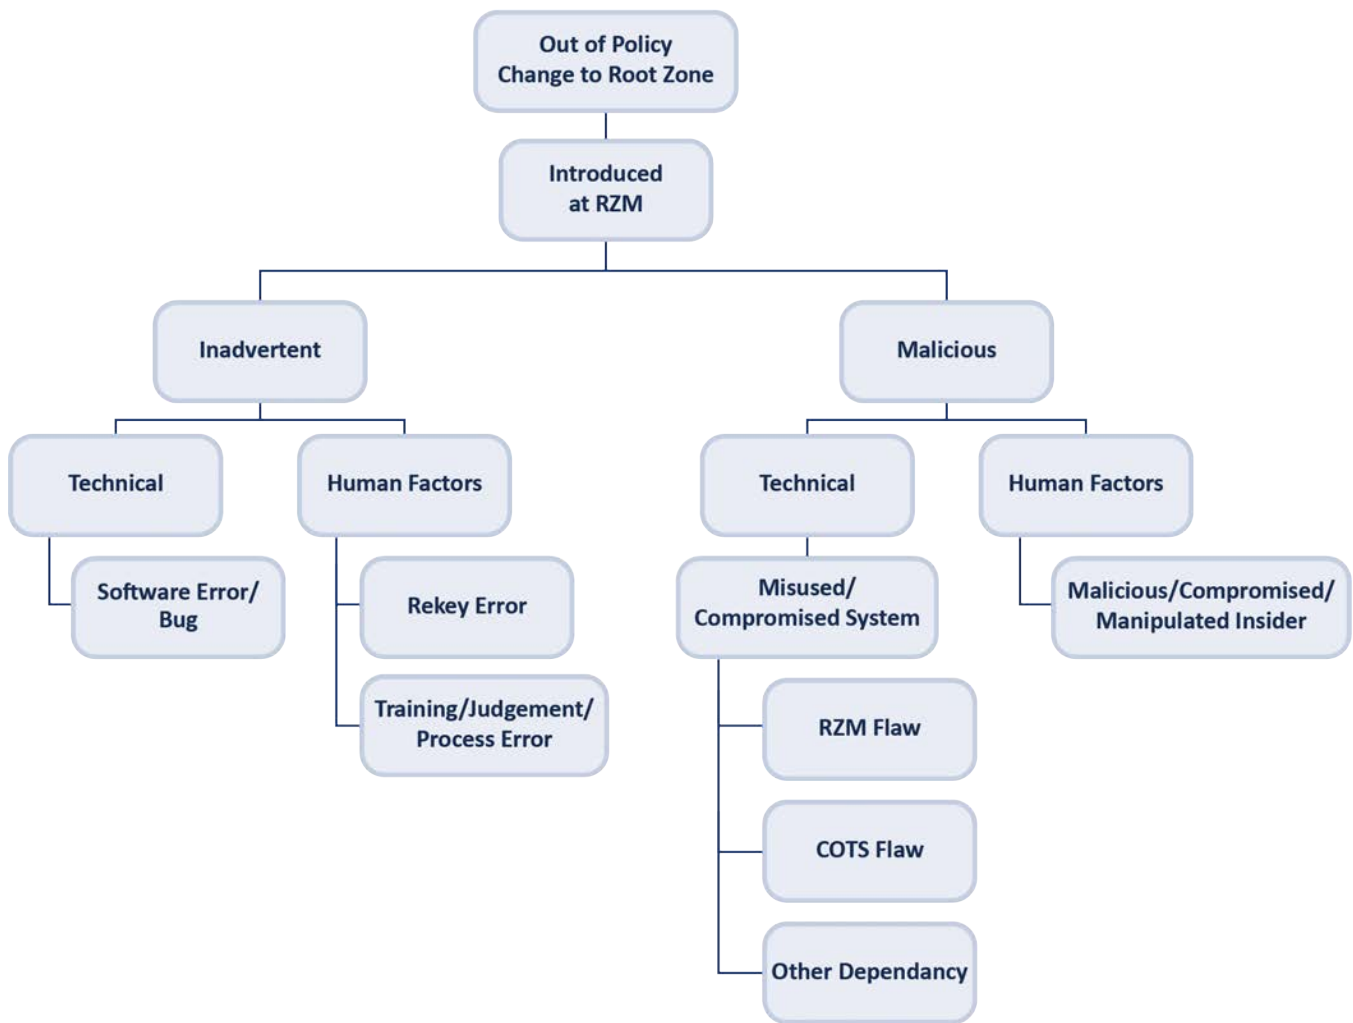 Out of Policy
Change to Root Zone
Introduced
at RZM
Inadvertent
Malicious
Technical
Human Factors
Technical
Human Factors
Software Error/
Bug
Rekey Error
Misused/
Compromised System
Malicious/Compromised/
Manipulated Insider
Training/Judgement/
Process Error
RZM Flaw
COTS Flaw
Other Dependancy